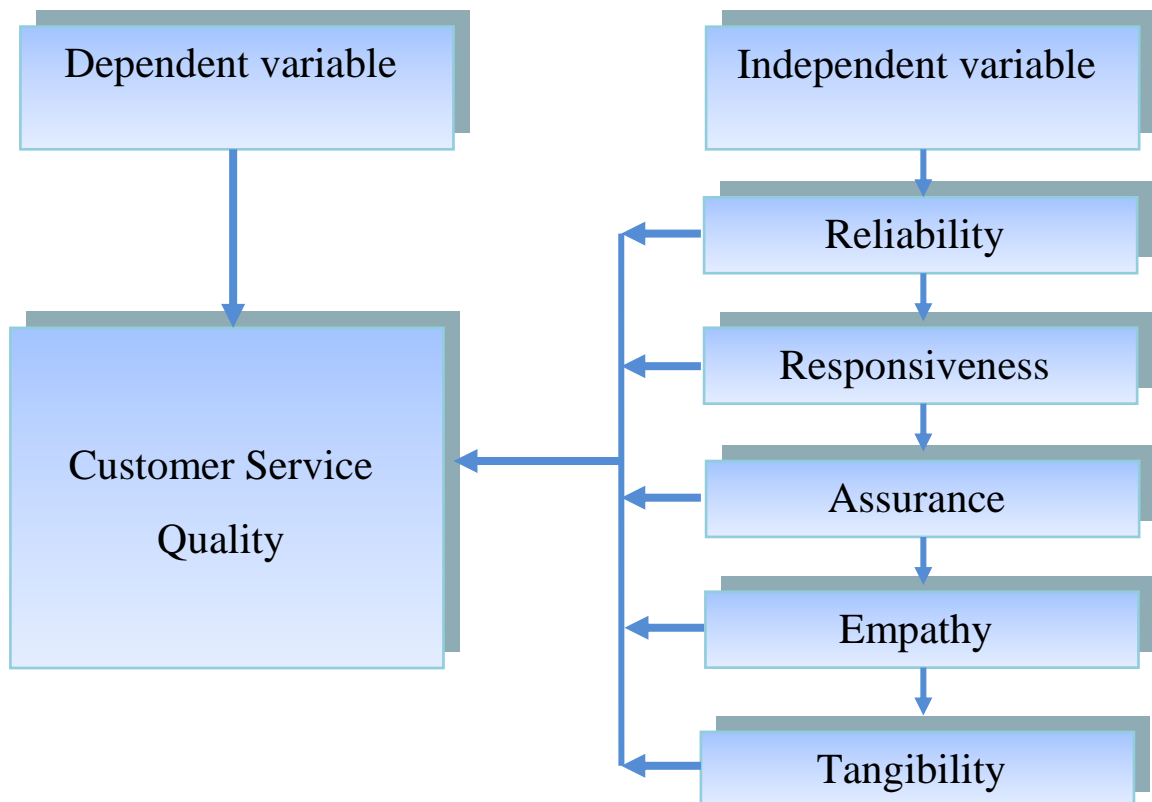 Dependent variable
Independent variable
Reliability
Responsiveness
Customer Service
Quality
Assurance
Empathy
Tangibility